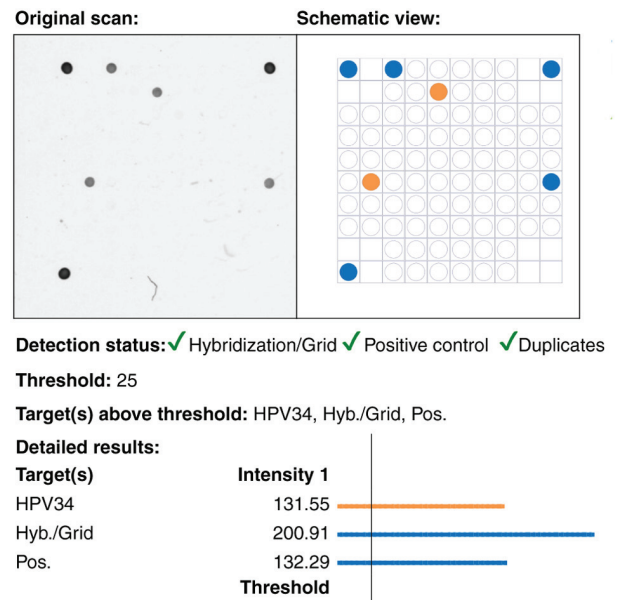 Original scan: Schematic view:
Detection status: ✓ Hybridization/Grid ✓ Positive control ✓ Duplicates
Threshold: 25
Target(s) above threshold: HPV34, Hyb./Grid, Pos.
Detailed results:
Target(s) Intensity 1
HPV34 131.55
Hyb./Grid 200.91
Pos. 132.29
Threshold